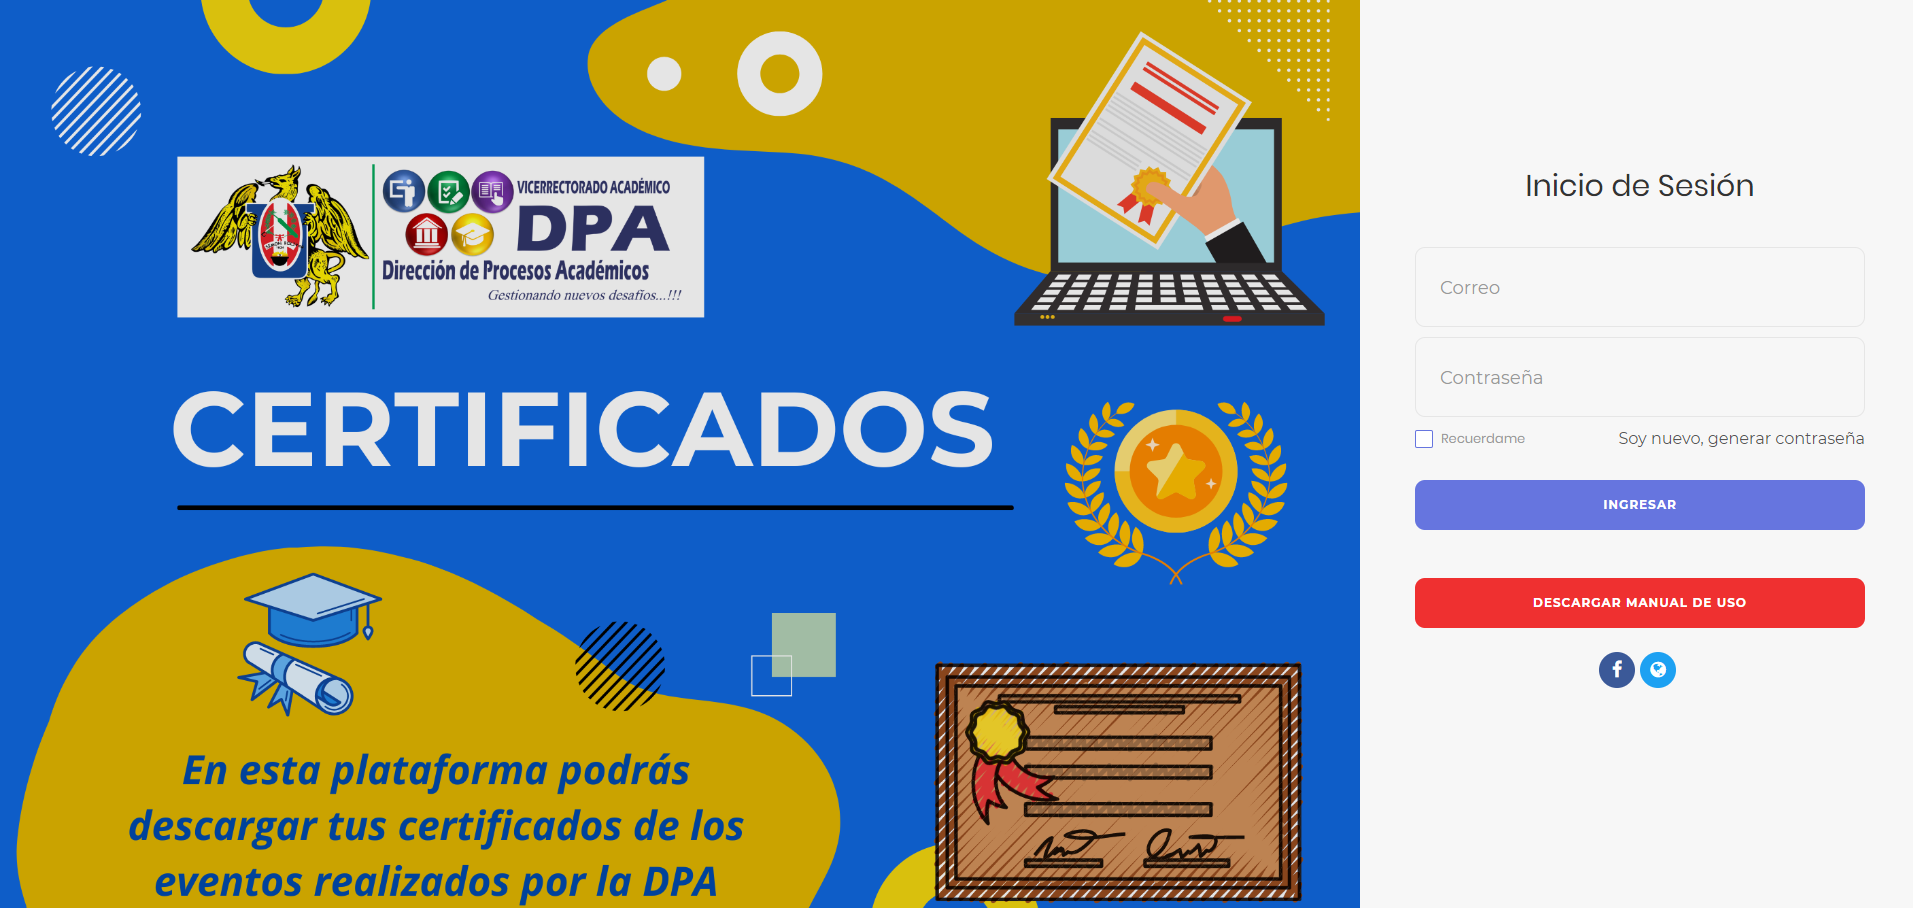 VICERRECTORADO ACADÉMICO
DPA
Dirección de Procesos Académicos
Gestionando nuevos desafíos...!!!
CERTIFICADOS
En esta plataforma podrás
descargar tus certificados de los
eventos realizados por la DPA
Inicio de Sesión
Correo
Contraseña
Recuerdame
Soy nuevo, generar contraseña
INGRESAR
DESCARGAR MANUAL DE USO